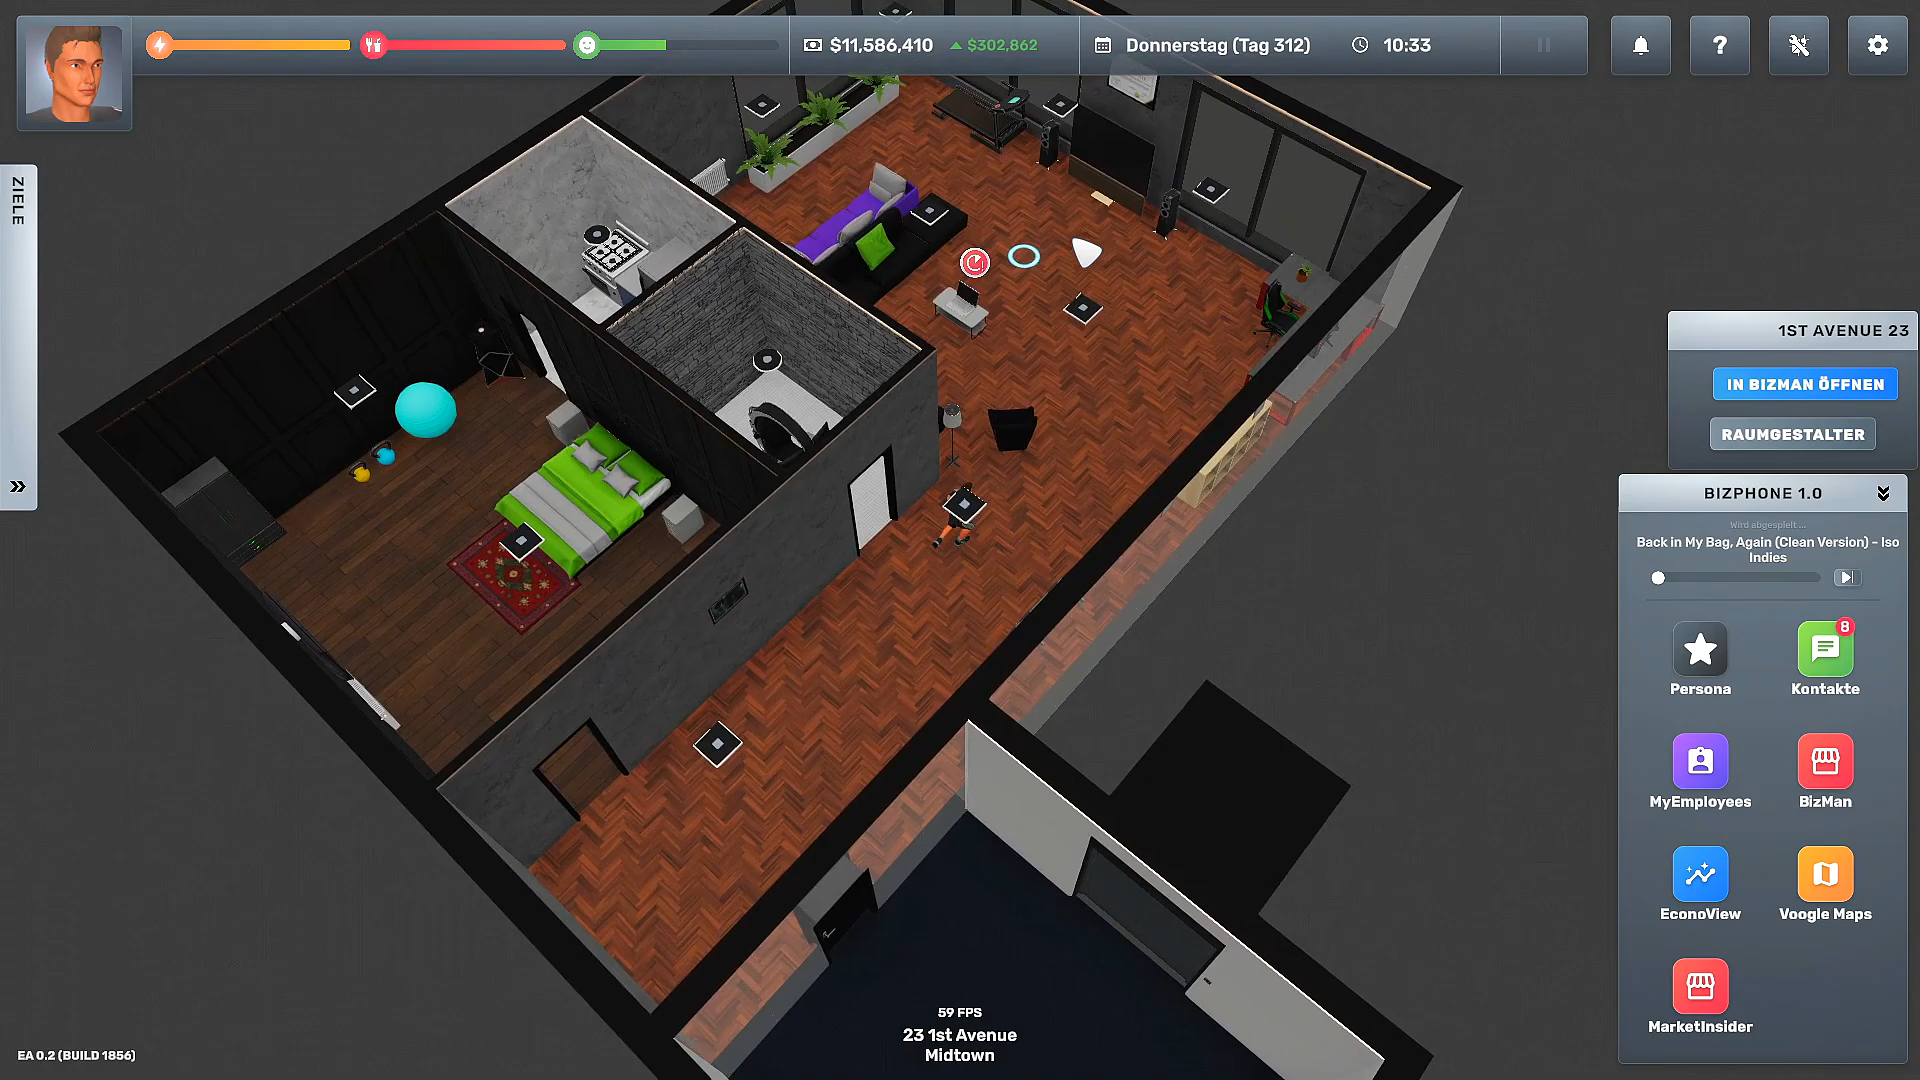 $11,586,410
$302,862
Donnerstag (Tag 312)
10:33
?
ZIELE
1ST AVENUE 23
IN BIZMAN ÖFFNEN
RAUMGESTALTER
BIZPHONE 1.0
Wird abgespielt ...
Back in My Bag, Again (Clean Version) - Iso
Indies
8
Persona
Kontakte
MyEmployees
BizMan
EconoView
Voogle Maps
MarketInsider
59 FPS
23 1st Avenue
Midtown
EA 0.2 (BUILD 1856)